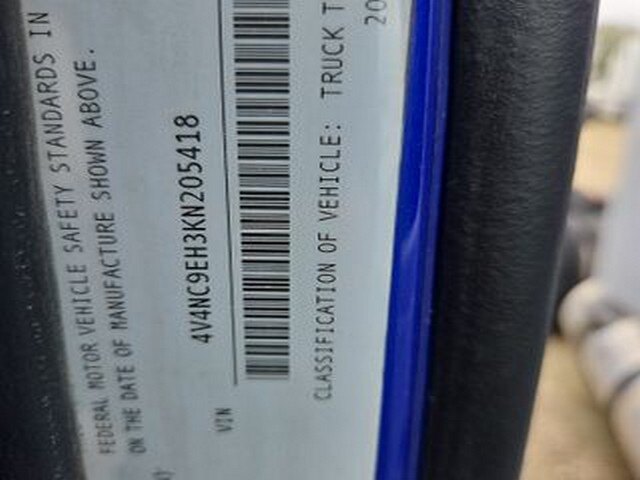 FEDERAL MOTOR VEHICLE SAFETY STANDARDS IN
ON THE DATE OF MANUFACTURE SHOWN ABOVE.
4V4NC9EH3KN205418
VIN
CLASSIFICATION OF VEHICLE: TRUCK T
20